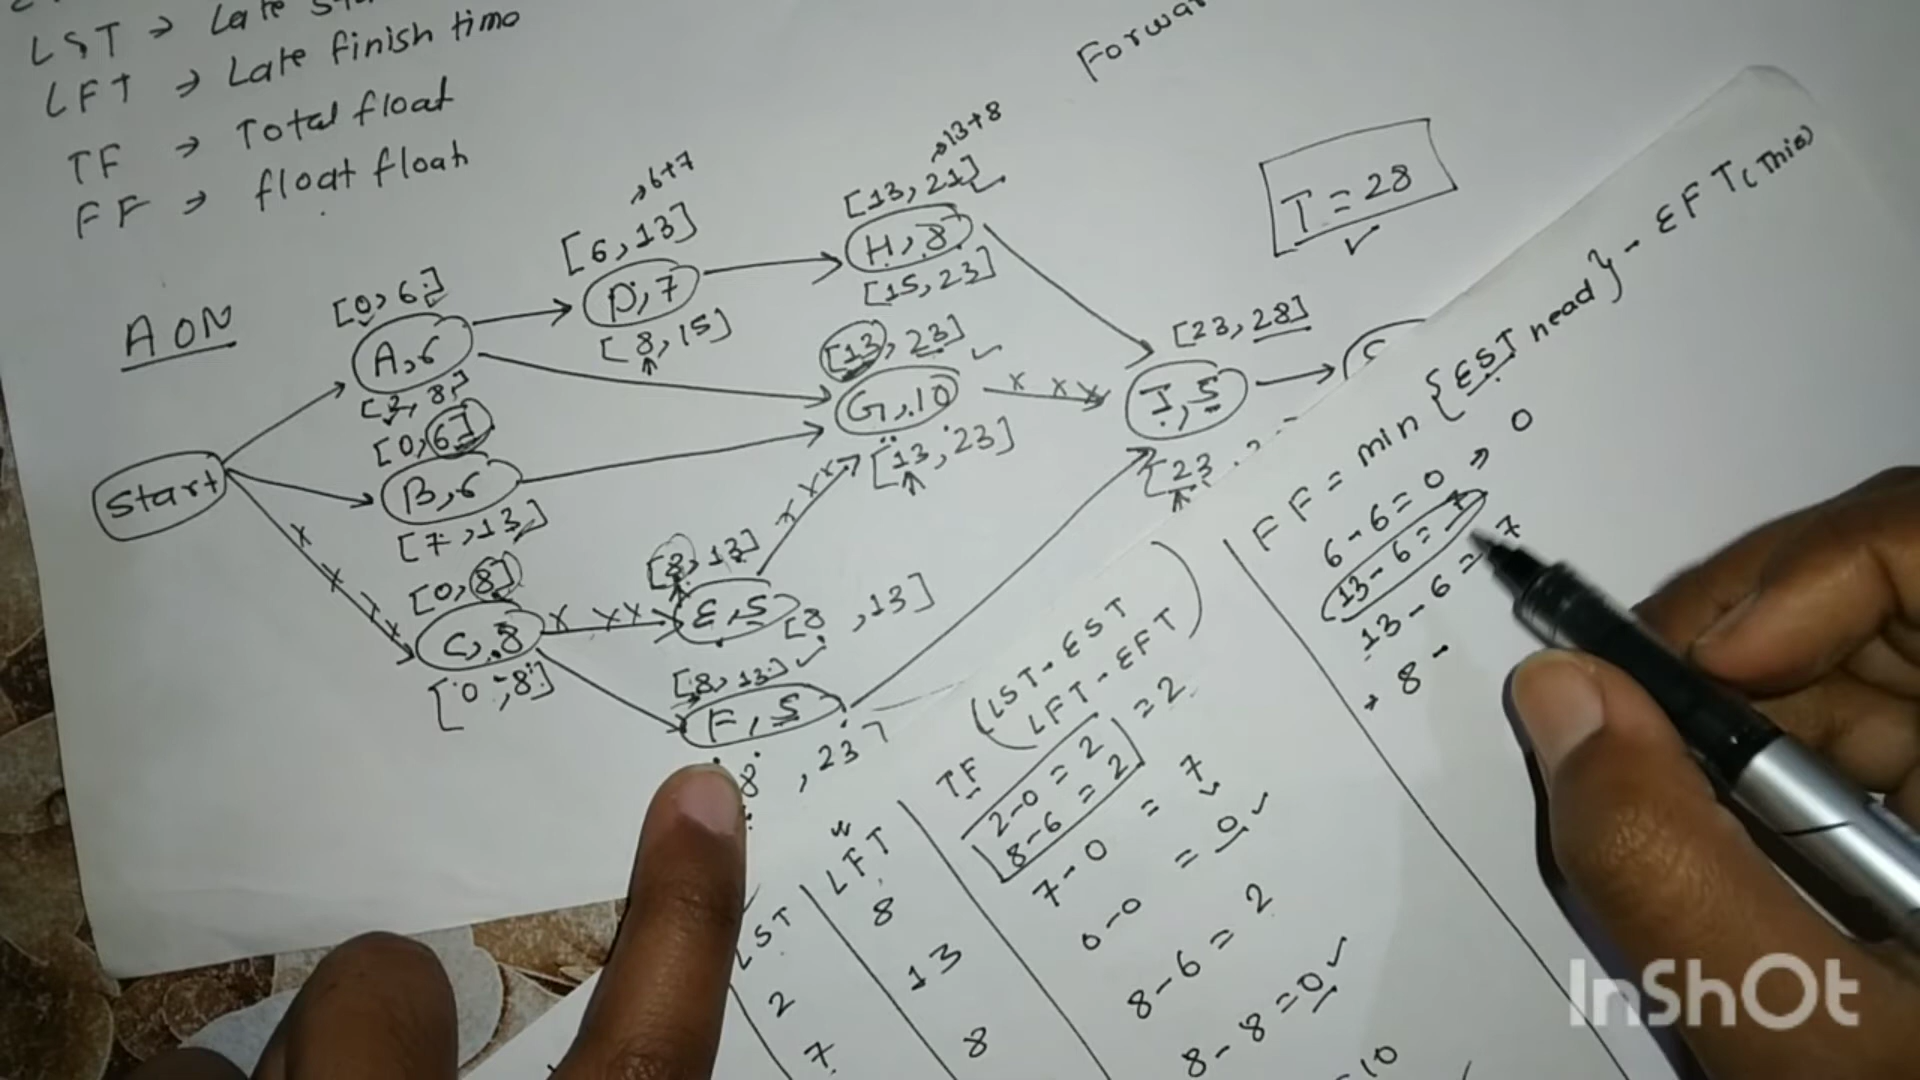 LST → Late
LFT → Late finish time
TF → Total float
FF → float float
Forwar
AON
T = 28
→ 6+7
→ 13+8
[6, 13]
[13, 21]
D, 7
H, 8
[8, 15]
[15, 23]
[0, 6]
A, 6
[2, 8]
[13, 23]
G, 10
[13, 23]
[23, 28]
I, 5
[23,
Start
[0, 6]
B, 6
[7, 13]
[0, 8]
C, 8
[0, 8]
[8, 13]
E, 5
[8, 13]
[8, 13]
F, 5
8, 23
FF = min {EST head} - EFT (This)
6-6=0 ⇒ 0
13-6=7
13-6=7
8-
TF (LST-EST
LFT-EFT)
2-0=2
8-6=2 = 2
7-0 = 7
0-0 = 0
8-6=2
8-8=0
10
LST LFT
2 8
7 13
8
InShOt